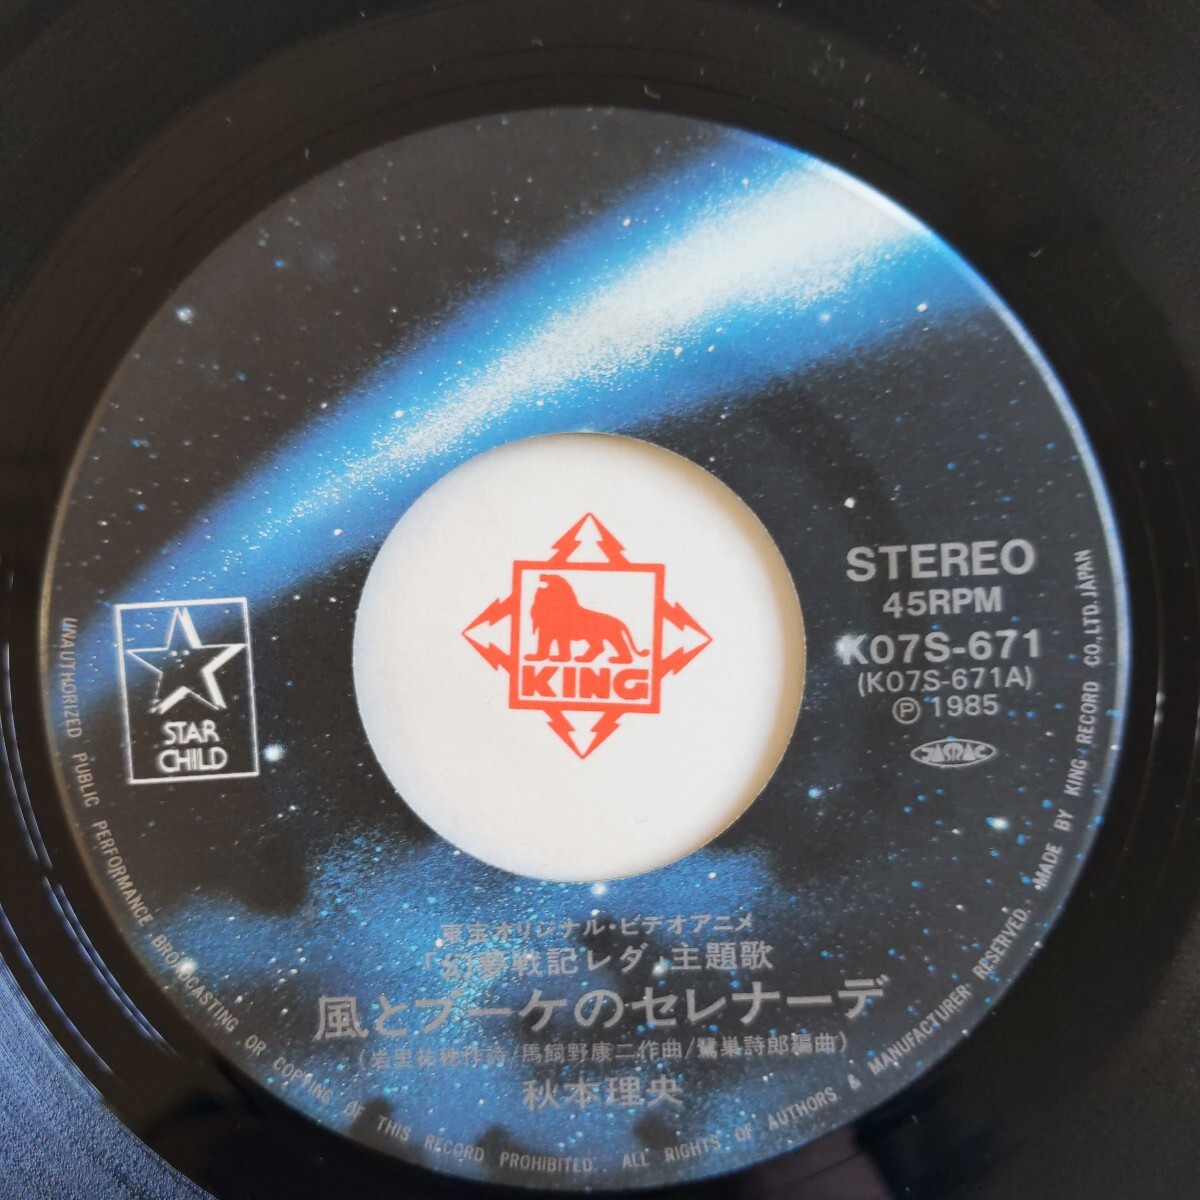 STEREO
45RPM
K07S-671
(K07S-671A)
Ⓟ 1985
JASRAC
STAR
CHILD
KING
東宝オリジナル・ビデオアニメ
「幻夢戦記レダ」主題歌
風とブーケのセレナーデ
(岩里祐穂作詩/馬飼野康二作曲/鷺巣詩郎編曲)
秋本理央
UNAUTHORIZED PUBLIC PERFORMANCE BROADCASTING OR COPYING OF THIS RECORD PROHIBITED. ALL RIGHTS OF AUTHORS & MANUFACTURER RESERVED. MADE BY KING RECORD CO., LTD. JAPAN